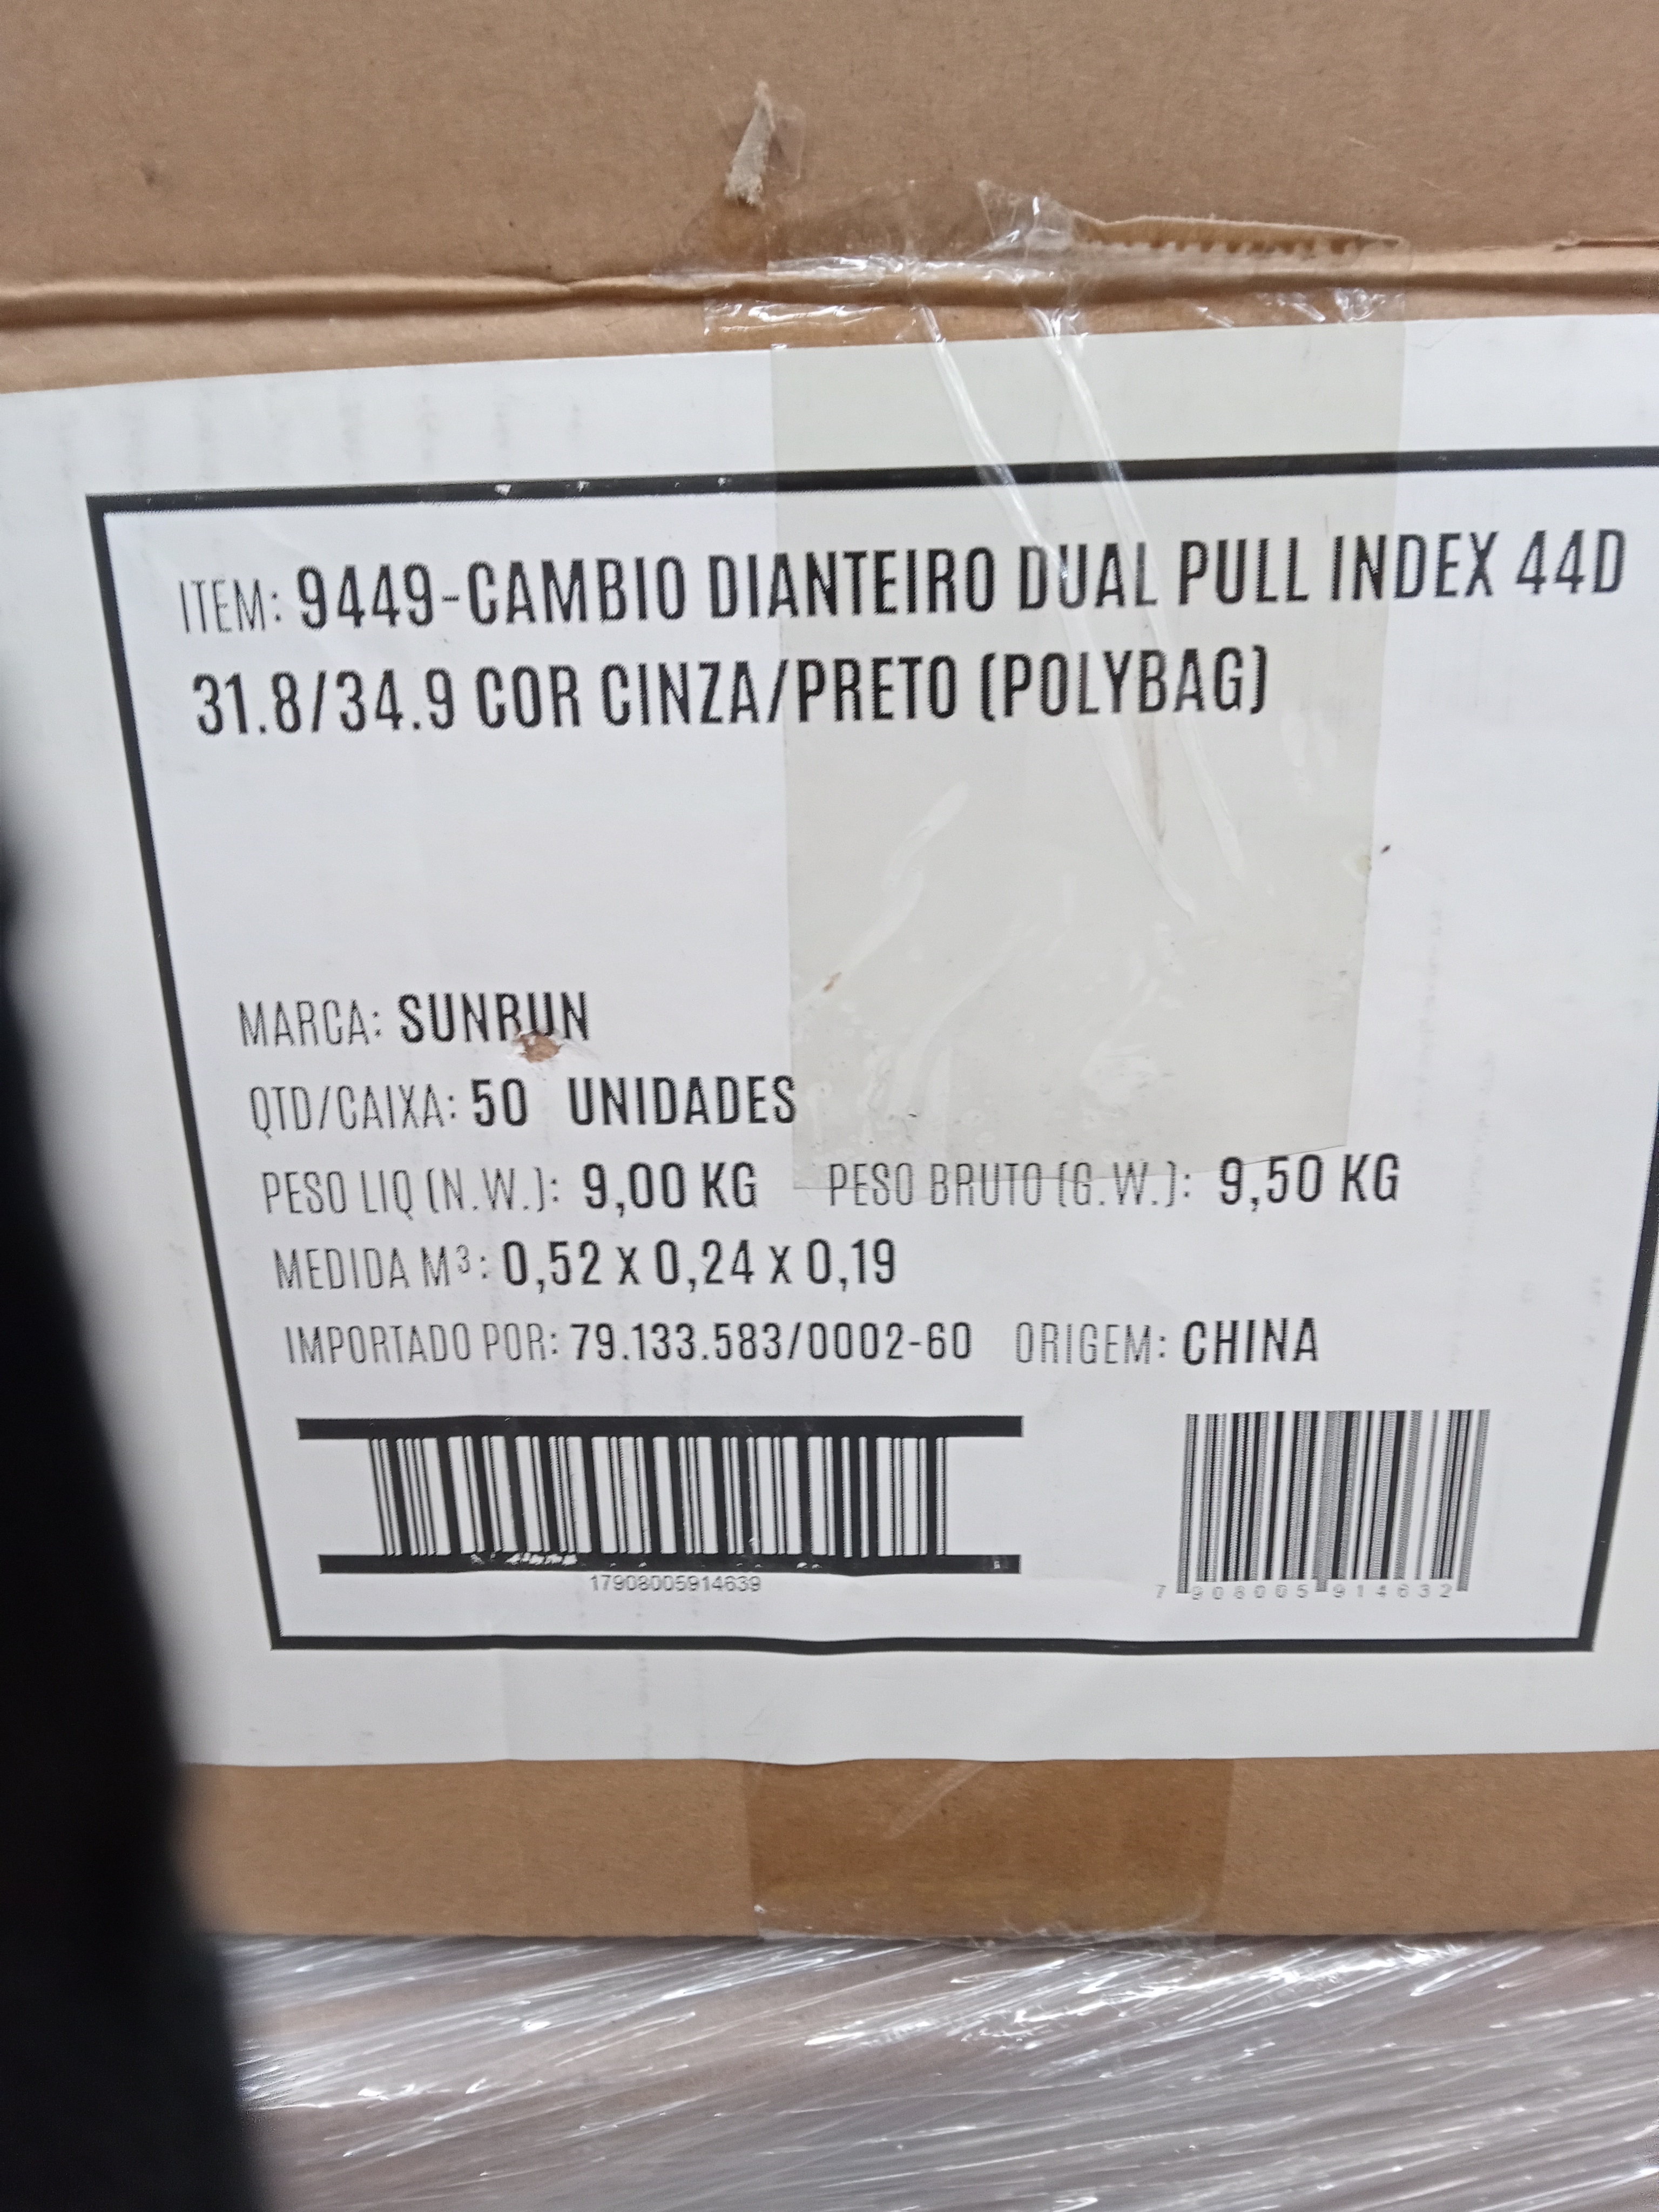 ITEM: 9449-CAMBIO DIANTEIRO DUAL PULL INDEX 44D
31.8/34.9 COR CINZA/PRETO (POLYBAG)
MARCA: SUNRUN
QTD/CAIXA: 50 UNIDADES
PESO LIQ (N.W.): 9,00 KG PESO BRUTO (G.W.): 9,50 KG
MEDIDA M³: 0,52 x 0,24 x 0,19
IMPORTADO POR: 79.133.583/0002-60 ORIGEM: CHINA
17908005914639
7 908005 914632